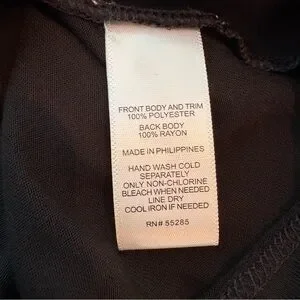 FRONT BODY AND TRIM
100% POLYESTER
BACK BODY
100% RAYON
MADE IN PHILIPPINES
HAND WASH COLD
SEPARATELY
ONLY NON-CHLORINE
BLEACH WHEN NEEDED
LINE DRY
COOL IRON IF NEEDED
RN# 55285